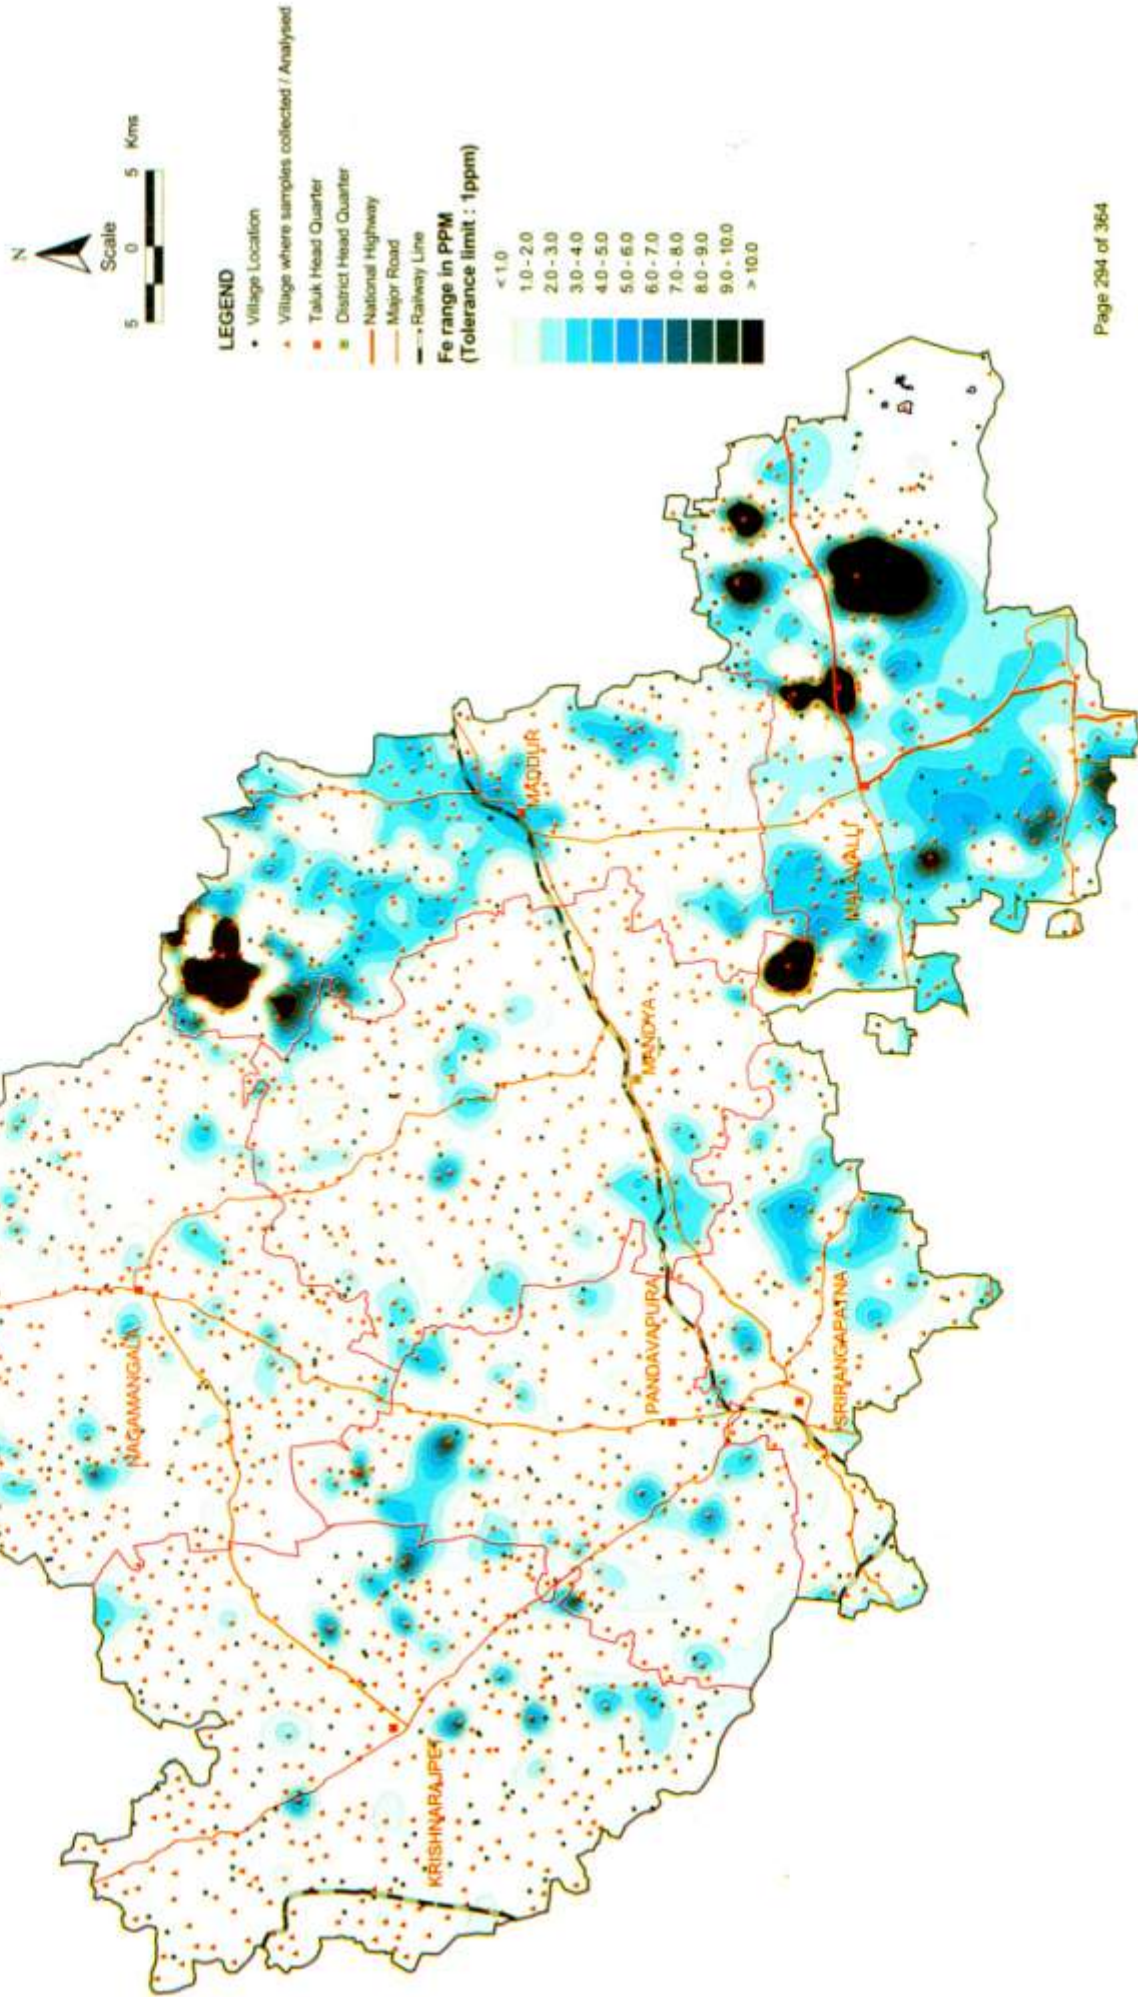 N
Scale
5 0 5 Kms
LEGEND
Village Location
Village where samples collected / Analysed
Taluk Head Quarter
District Head Quarter
National Highway
Major Road
Railway Line
Fe range in PPM
(Tolerance limit : 1ppm)
< 1.0
1.0 - 2.0
2.0 - 3.0
3.0 - 4.0
4.0 - 5.0
5.0 - 6.0
6.0 - 7.0
7.0 - 8.0
8.0 - 9.0
9.0 - 10.0
> 10.0
NAGAMANGALA
MADDUR
KRISHNARAJPET
PANDAVAPURA
MANDYA
SRIRANGAPATNA
MALAVALLI
Page 294 of 364